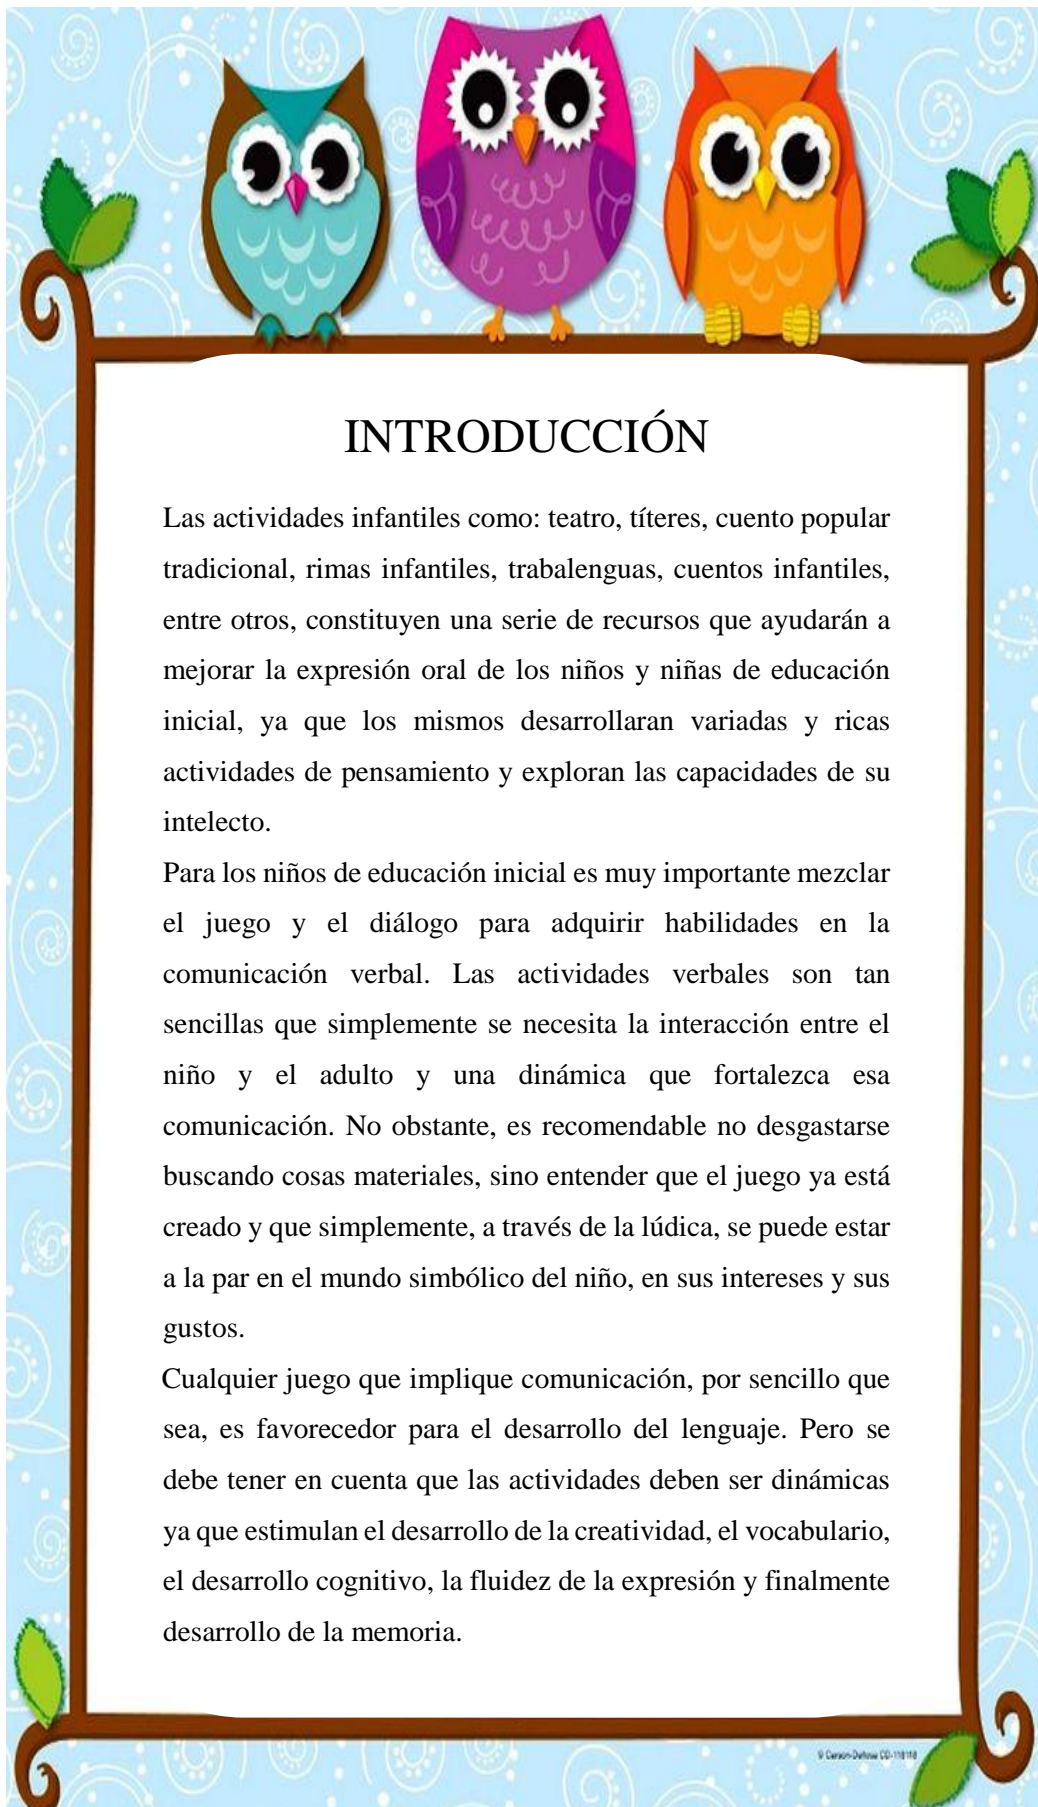 INTRODUCCIÓN
Las actividades infantiles como: teatro, títeres, cuento popular
tradicional, rimas infantiles, trabalenguas, cuentos infantiles,
entre otros, constituyen una serie de recursos que ayudarán a
mejorar la expresión oral de los niños y niñas de educación
inicial, ya que los mismos desarrollaran variadas y ricas
actividades de pensamiento y exploran las capacidades de su
intelecto.
Para los niños de educación inicial es muy importante mezclar
el juego y el diálogo para adquirir habilidades en la
comunicación verbal. Las actividades verbales son tan
sencillas que simplemente se necesita la interacción entre el
niño y el adulto y una dinámica que fortalezca esa
comunicación. No obstante, es recomendable no desgastarse
buscando cosas materiales, sino entender que el juego ya está
creado y que simplemente, a través de la lúdica, se puede estar
a la par en el mundo simbólico del niño, en sus intereses y sus
gustos.
Cualquier juego que implique comunicación, por sencillo que
sea, es favorecedor para el desarrollo del lenguaje. Pero se
debe tener en cuenta que las actividades deben ser dinámicas
ya que estimulan el desarrollo de la creatividad, el vocabulario,
el desarrollo cognitivo, la fluidez de la expresión y finalmente
desarrollo de la memoria.
© Carson-Dellosa CD-118118